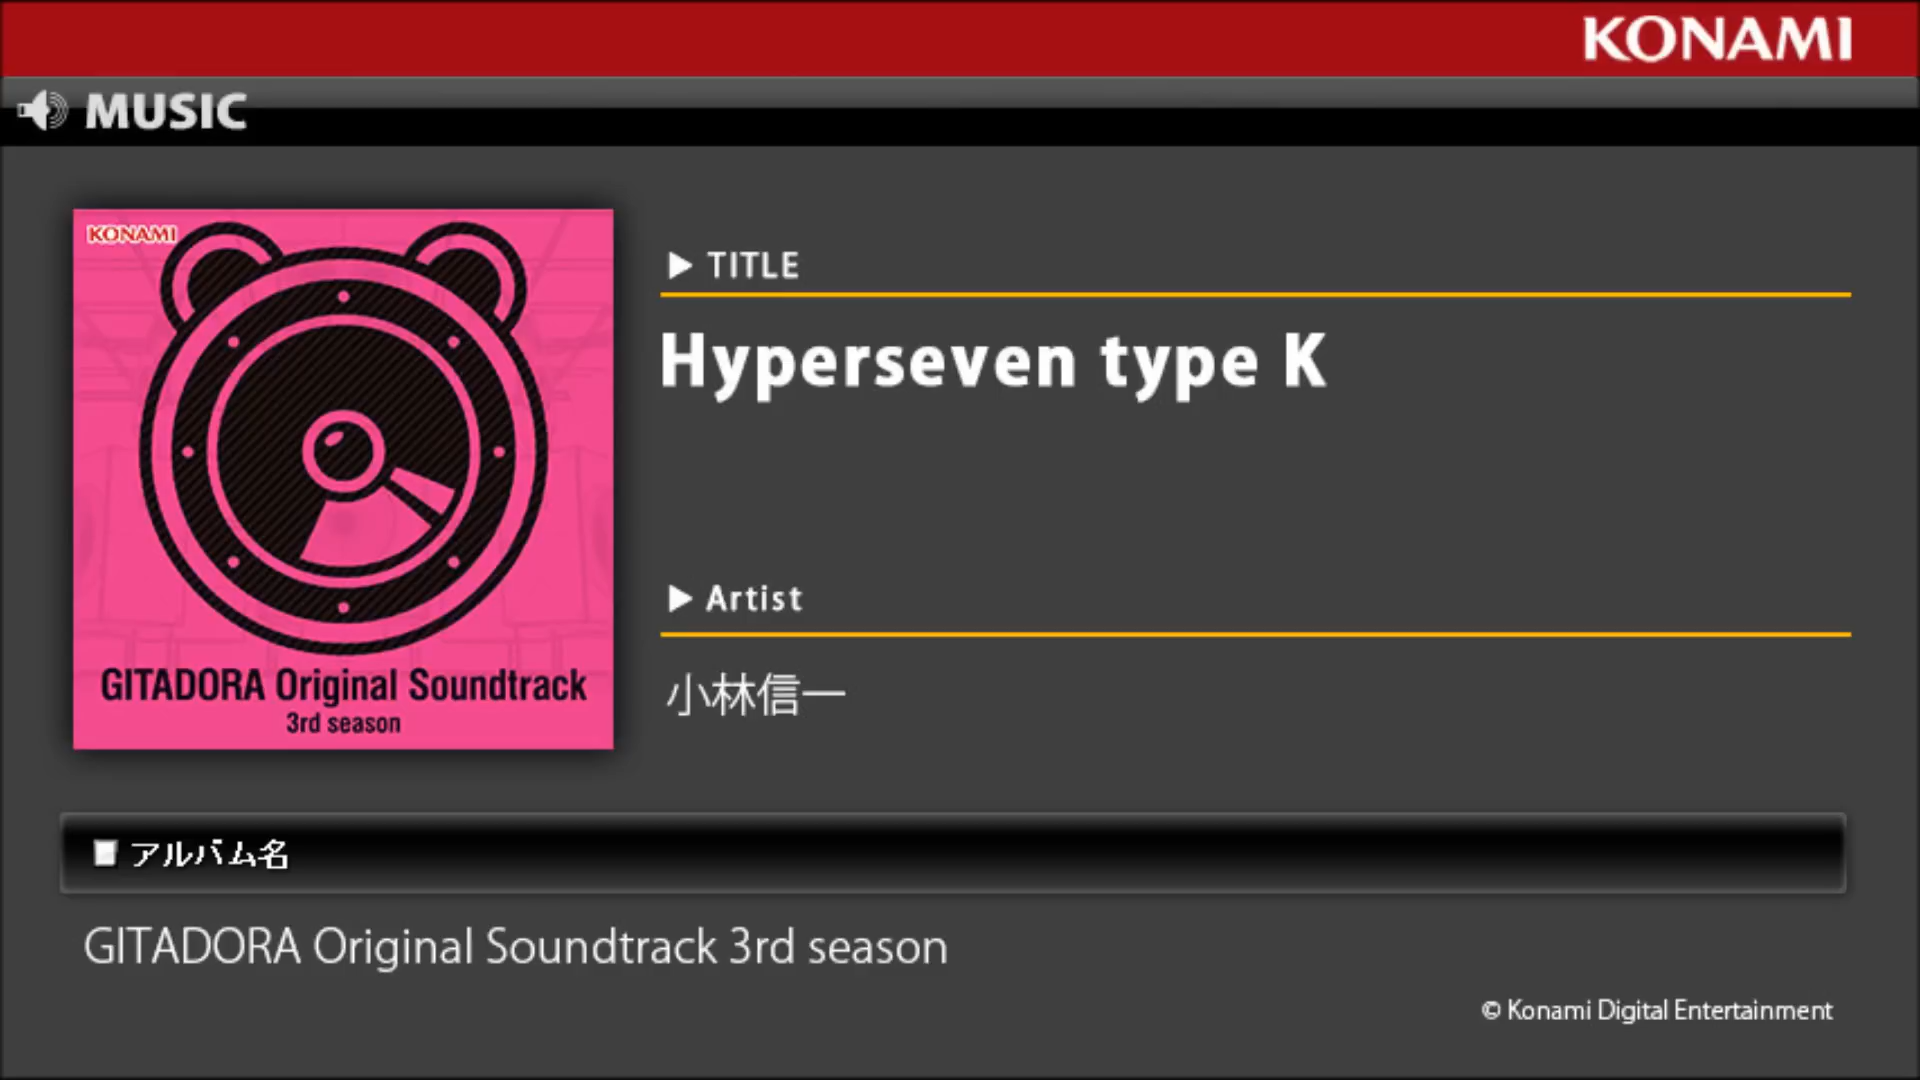 KONAMI
MUSIC
KONAMI
GITADORA Original Soundtrack
3rd season
▶ TITLE
Hyperseven type K
▶ Artist
小林信一
■ アルバム名
GITADORA Original Soundtrack 3rd season
© Konami Digital Entertainment